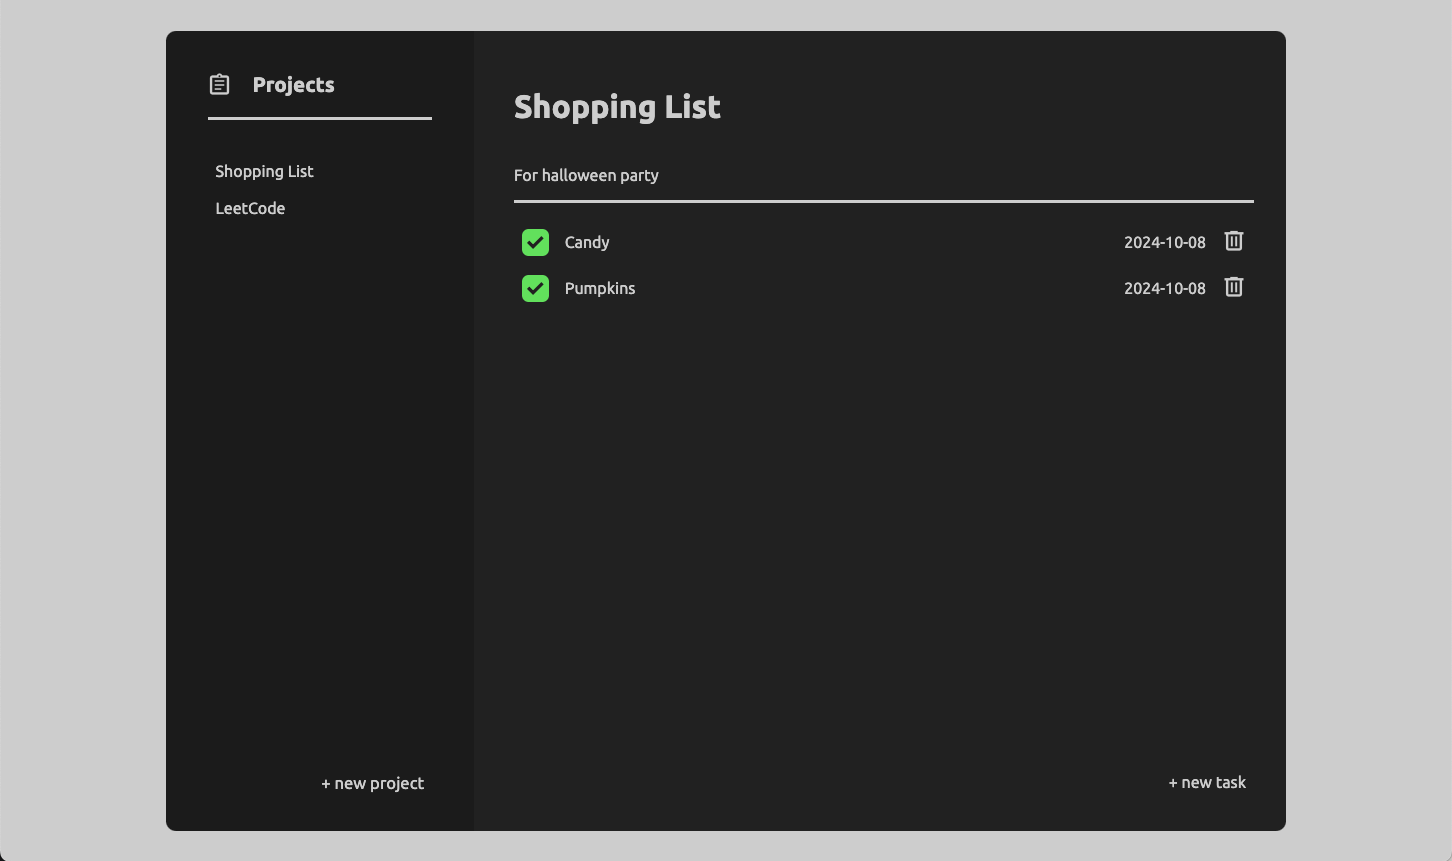 Projects
Shopping List
LeetCode
+ new project
Shopping List
For halloween party
Candy 2024-10-08
Pumpkins 2024-10-08
+ new task